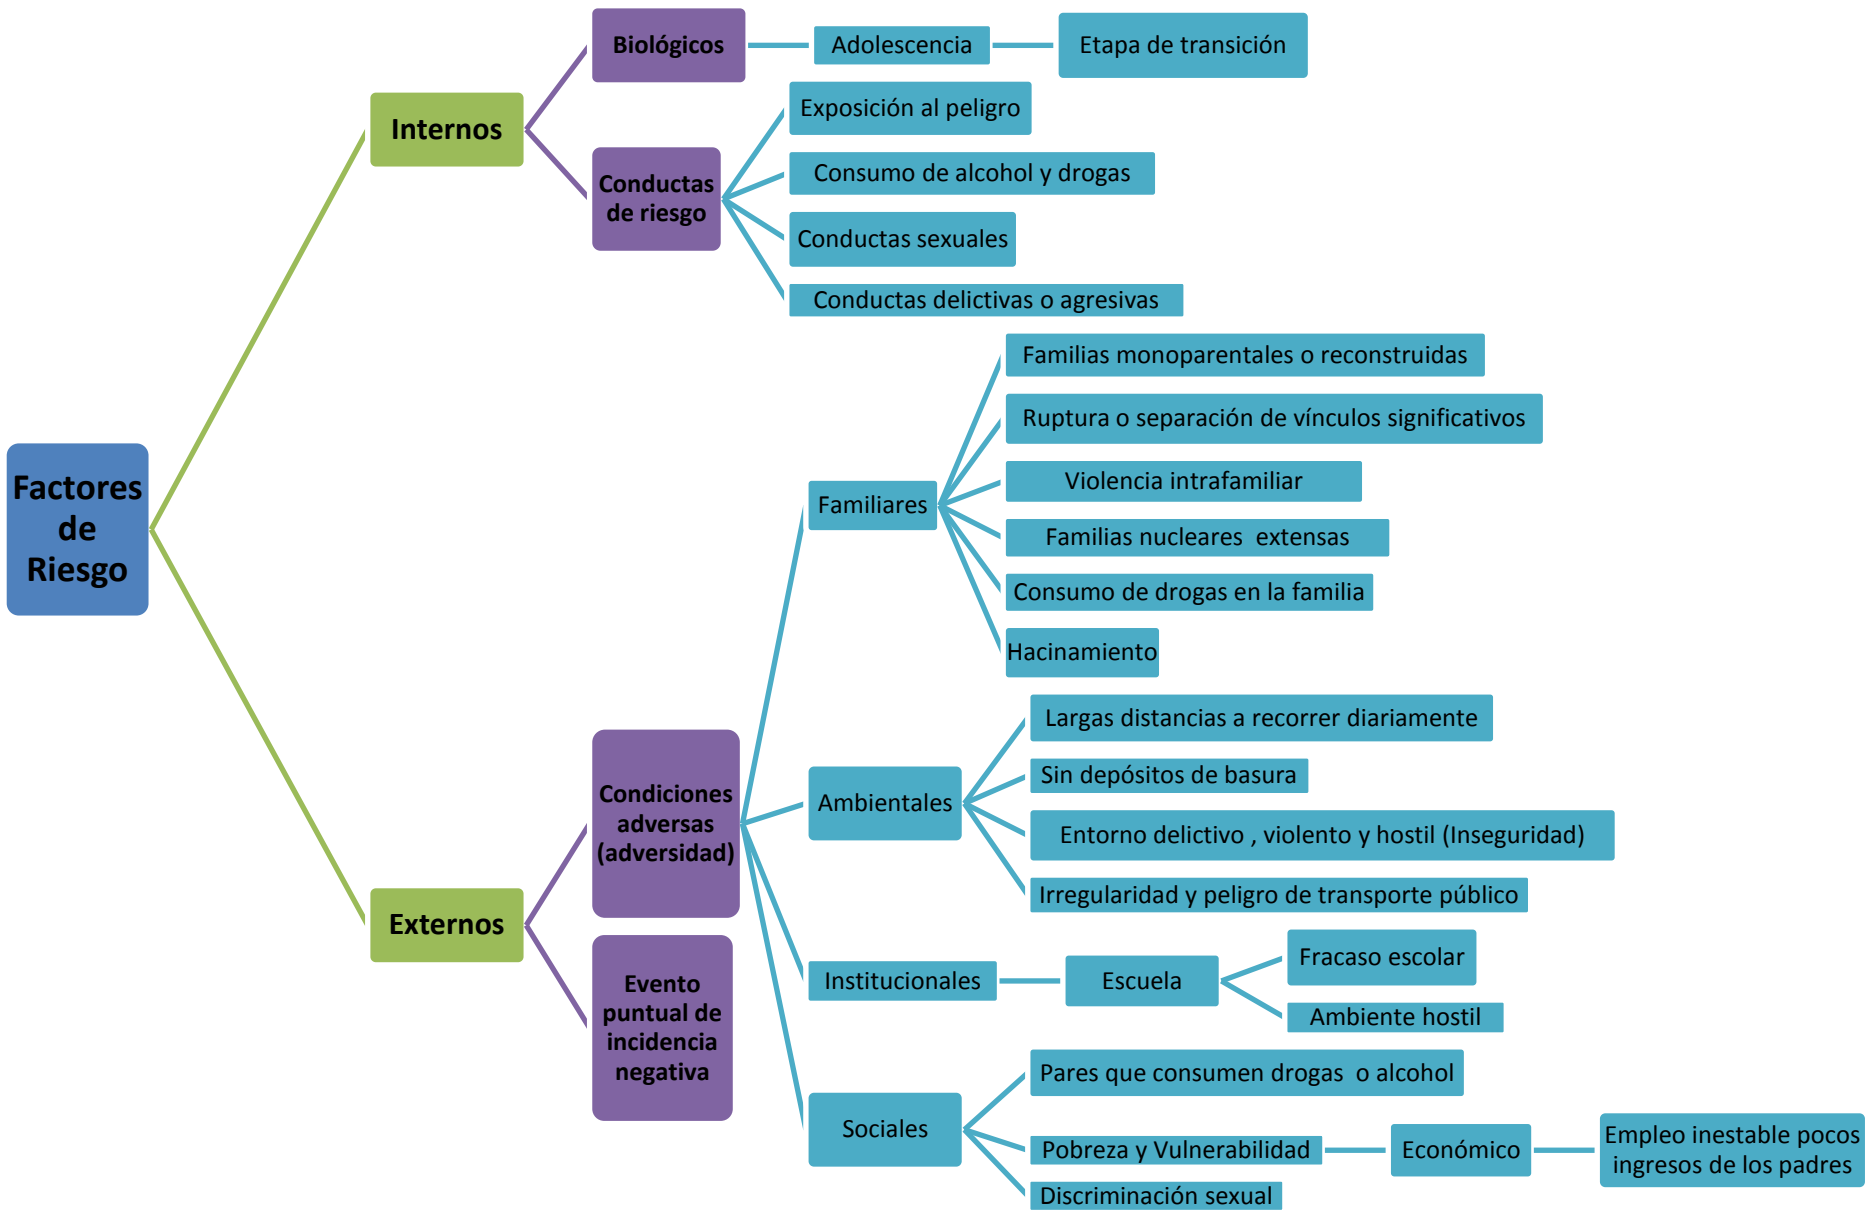 Factores
de
Riesgo
Internos
Biológicos
Adolescencia
Etapa de transición
Conductas
de riesgo
Exposición al peligro
Consumo de alcohol y drogas
Conductas sexuales
Conductas delictivas o agresivas
Externos
Condiciones
adversas
(adversidad)
Familiares
Familias monoparentales o reconstruidas
Ruptura o separación de vínculos significativos
Violencia intrafamiliar
Familias nucleares  extensas
Consumo de drogas en la familia
Hacinamiento
Ambientales
Largas distancias a recorrer diariamente
Sin depósitos de basura
Entorno delictivo , violento y hostil (Inseguridad)
Irregularidad y peligro de transporte público
Institucionales
Escuela
Fracaso escolar
Ambiente hostil
Sociales
Pares que consumen drogas  o alcohol
Pobreza y Vulnerabilidad
Económico
Empleo inestable pocos
ingresos de los padres
Discriminación sexual
Evento
puntual de
incidencia
negativa